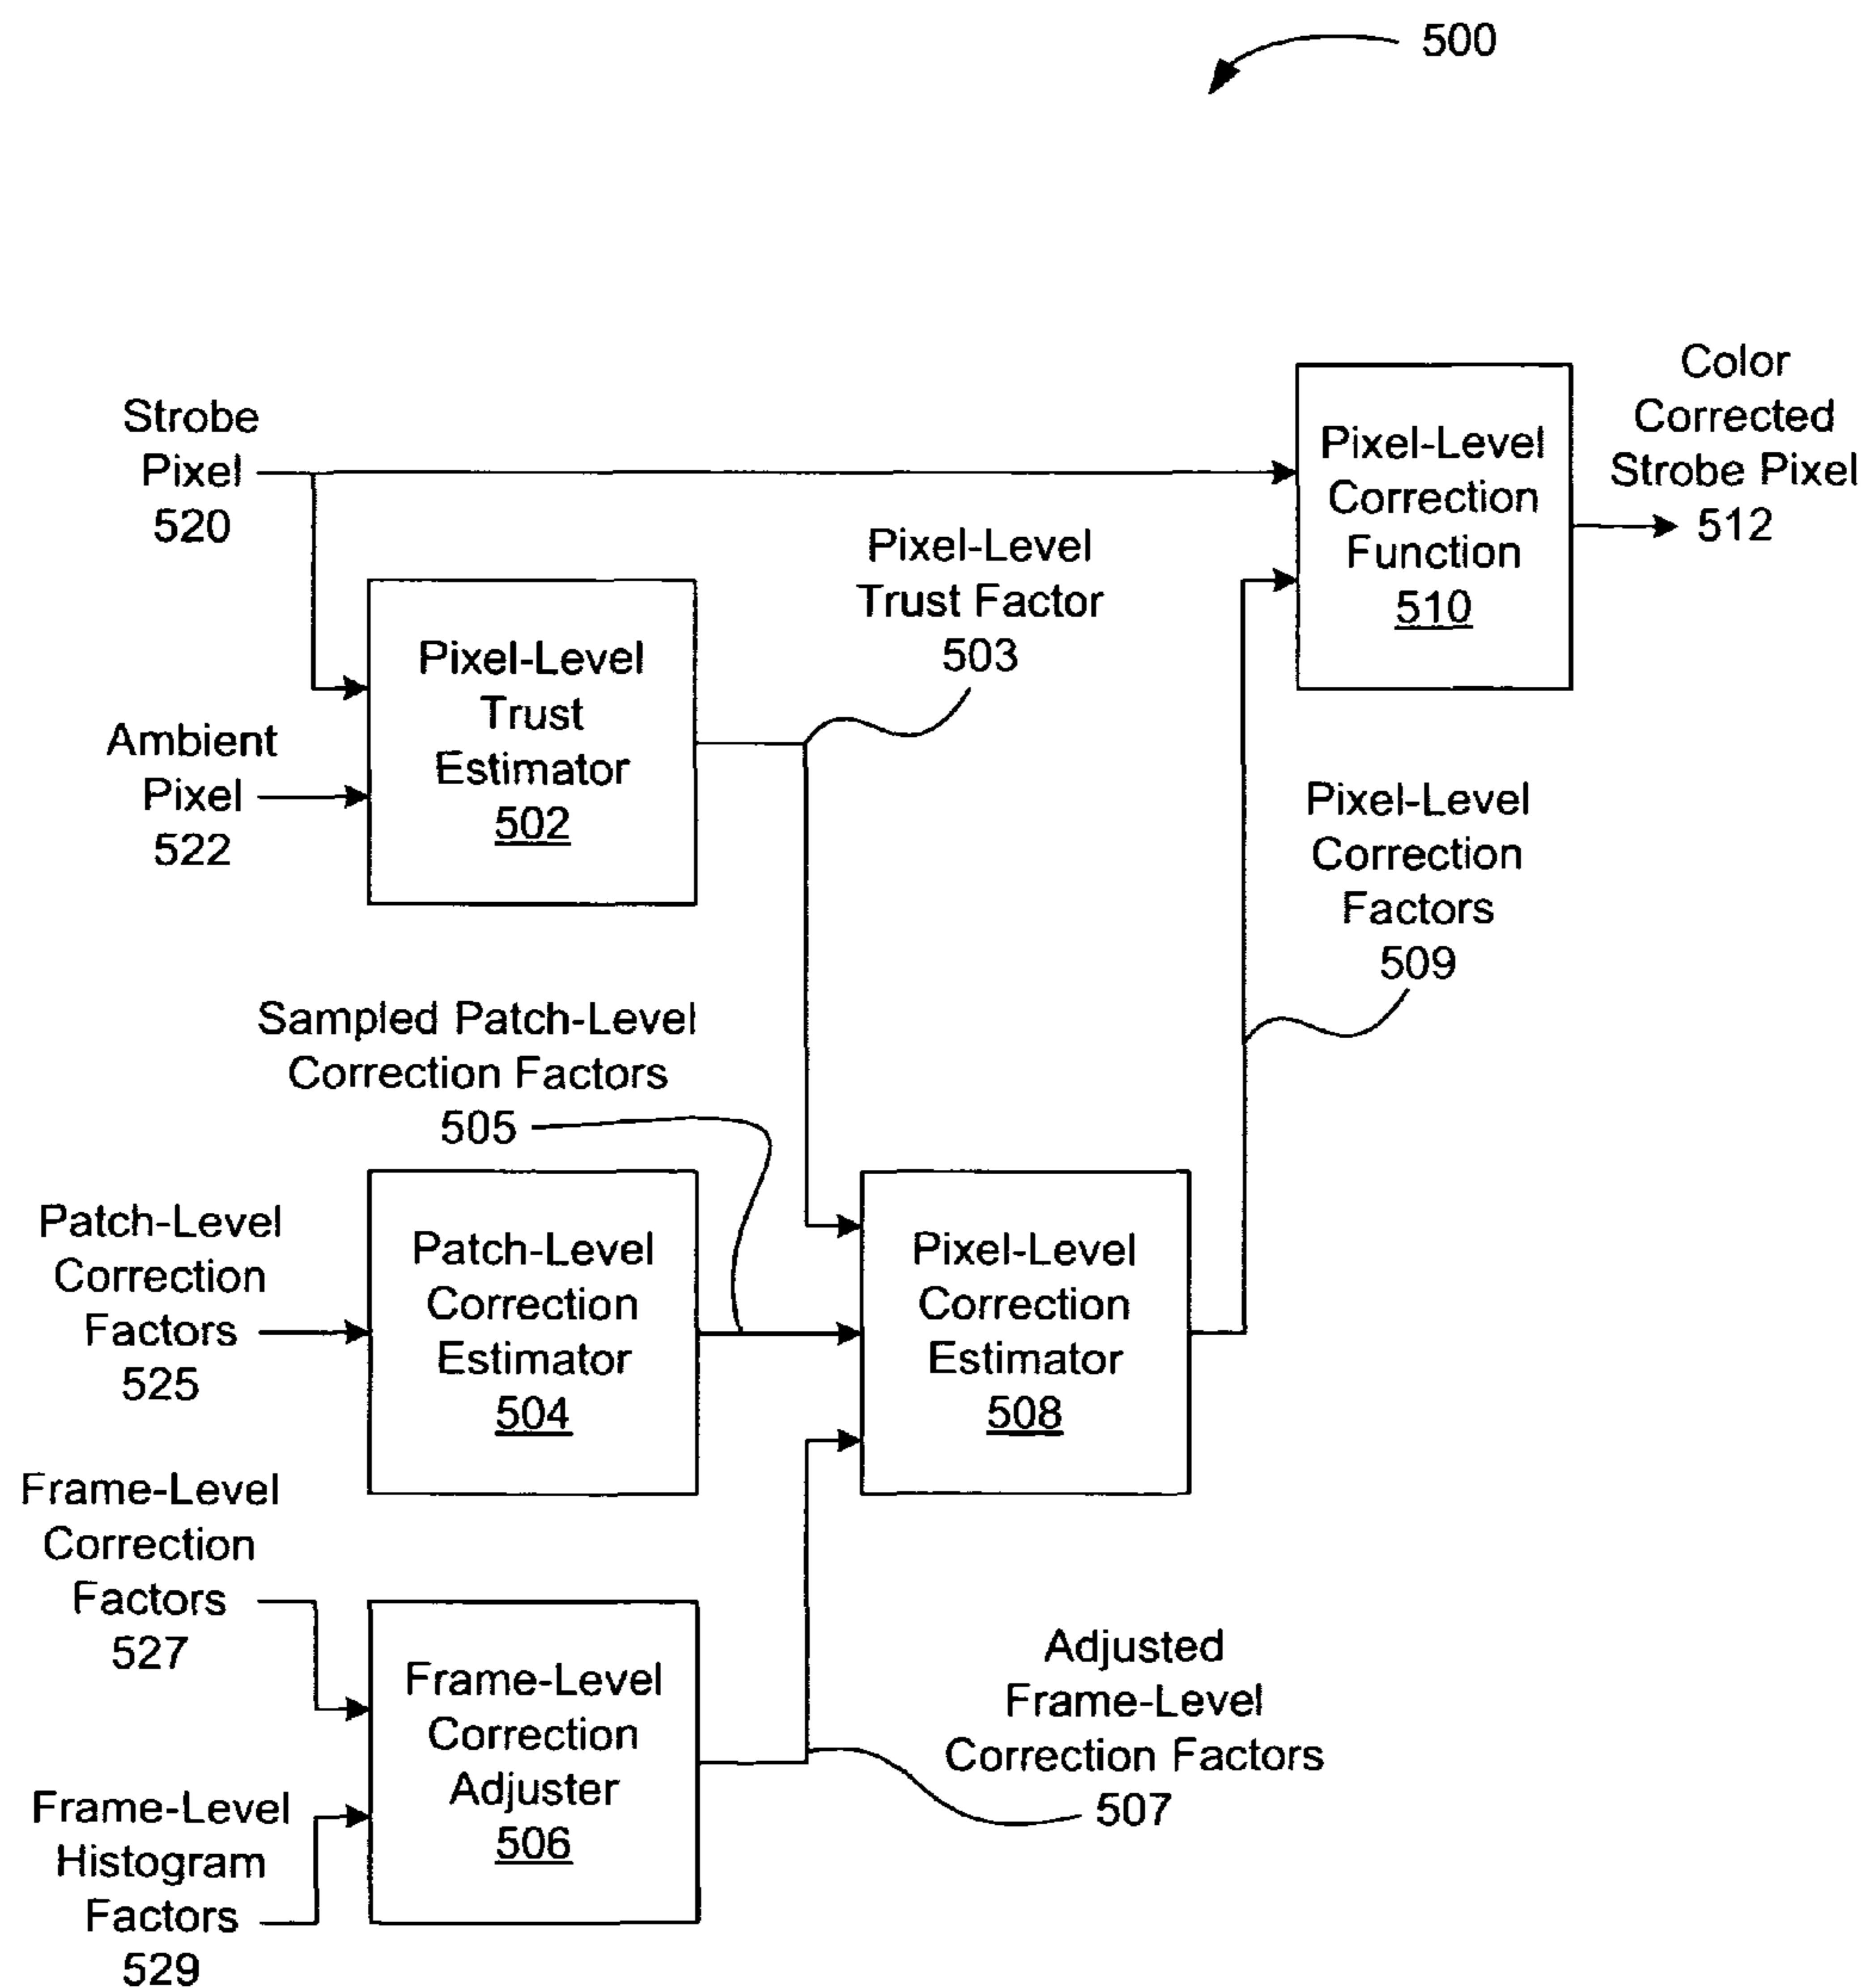 500
Strobe
Pixel
520
Ambient
Pixel
522
Pixel-Level
Trust
Estimator
502
Pixel-Level
Trust Factor
503
Pixel-Level
Correction
Function
510
Color
Corrected
Strobe Pixel
512
Pixel-Level
Correction
Factors
509
Sampled Patch-Level
Correction Factors
505
Patch-Level
Correction
Factors
525
Patch-Level
Correction
Estimator
504
Pixel-Level
Correction
Estimator
508
Frame-Level
Correction
Factors
527
Frame-Level
Histogram
Factors
529
Frame-Level
Correction
Adjuster
506
Adjusted
Frame-Level
Correction Factors
507